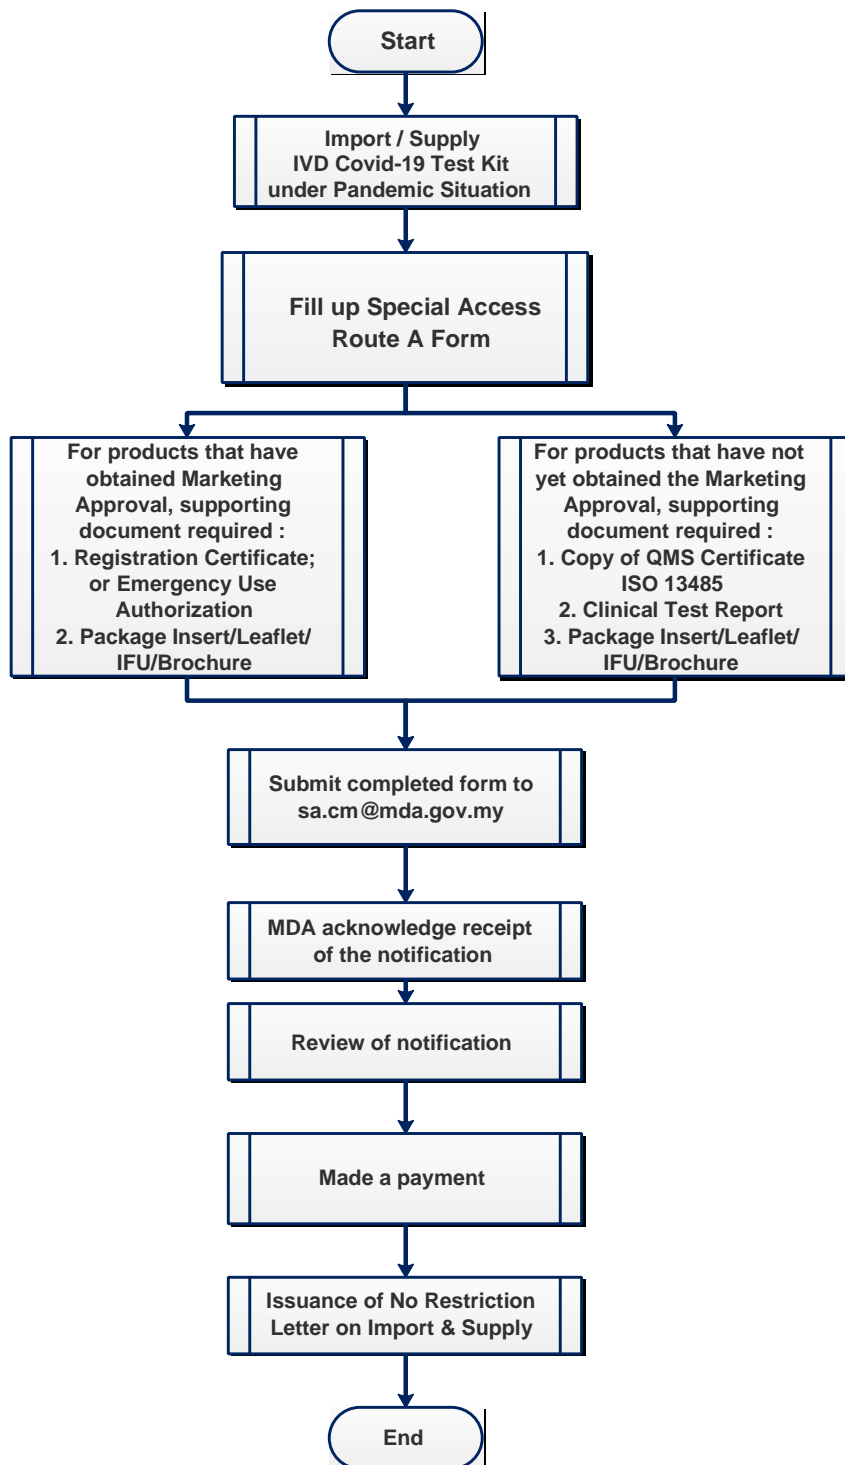 Start
Import / Supply
IVD Covid-19 Test Kit
under Pandemic Situation
Fill up Special Access
Route A Form
For products that have
obtained Marketing
Approval, supporting
document required :
1. Registration Certificate;
or Emergency Use
Authorization
2. Package Insert/Leaflet/
IFU/Brochure
For products that have not
yet obtained the Marketing
Approval, supporting
document required :
1. Copy of QMS Certificate
ISO 13485
2. Clinical Test Report
3. Package Insert/Leaflet/
IFU/Brochure
Submit completed form to
sa.cm@mda.gov.my
MDA acknowledge receipt
of the notification
Review of notification
Made a payment
Issuance of No Restriction
Letter on Import & Supply
End